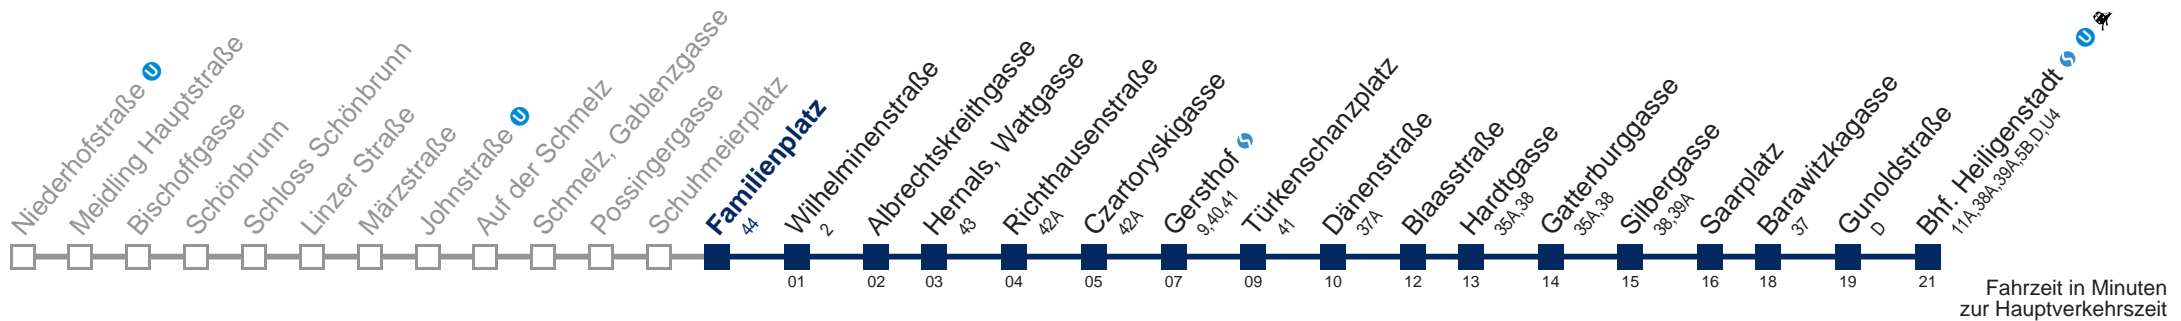 Niederhofstraße U
Meidling Hauptstraße
Bischoffgasse
Schönbrunn
Schloss Schönbrunn
Linzer Straße
Märzstraße
Johnstraße U
Auf der Schmelz
Schmelz, Gablenzgasse
Possingergasse
Schuhmeierplatz
Familienplatz
44
Wilhelminenstraße
2
01
Albrechtskreithgasse
02
Hernals, Wattgasse
43
03
Richthausenstraße
42A
04
Czartoryskigasse
42A
05
Gersthof S
9,40,41
07
Türkenschanzplatz
41
09
Dänenstraße
37A
10
Blaasstraße
12
Hardtgasse
35A,38
13
Gatterburggasse
35A,38
14
Silbergasse
38,39A
15
Saarplatz
16
Barawitzkagasse
37
18
Gunoldstraße
D
19
Bhf. Heiligenstadt S U
11A,38A,39A,5B,D,U4
21
Fahrzeit in Minuten
zur Hauptverkehrszeit